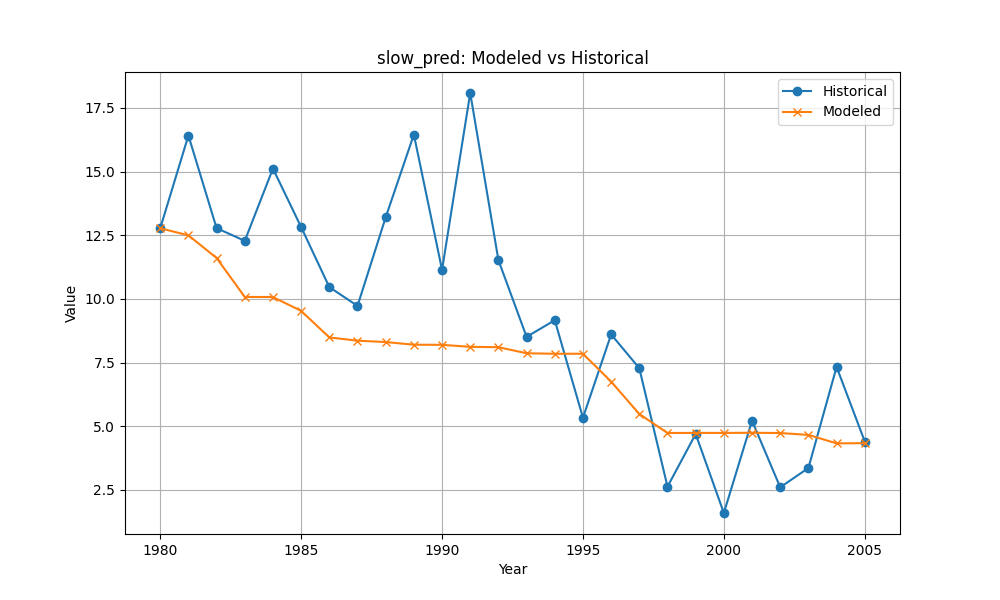 slow_pred: Modeled vs Historical
Historical
Modeled
Value
17.5
15.0
12.5
10.0
7.5
5.0
2.5
1980
1985
1990
1995
2000
2005
Year